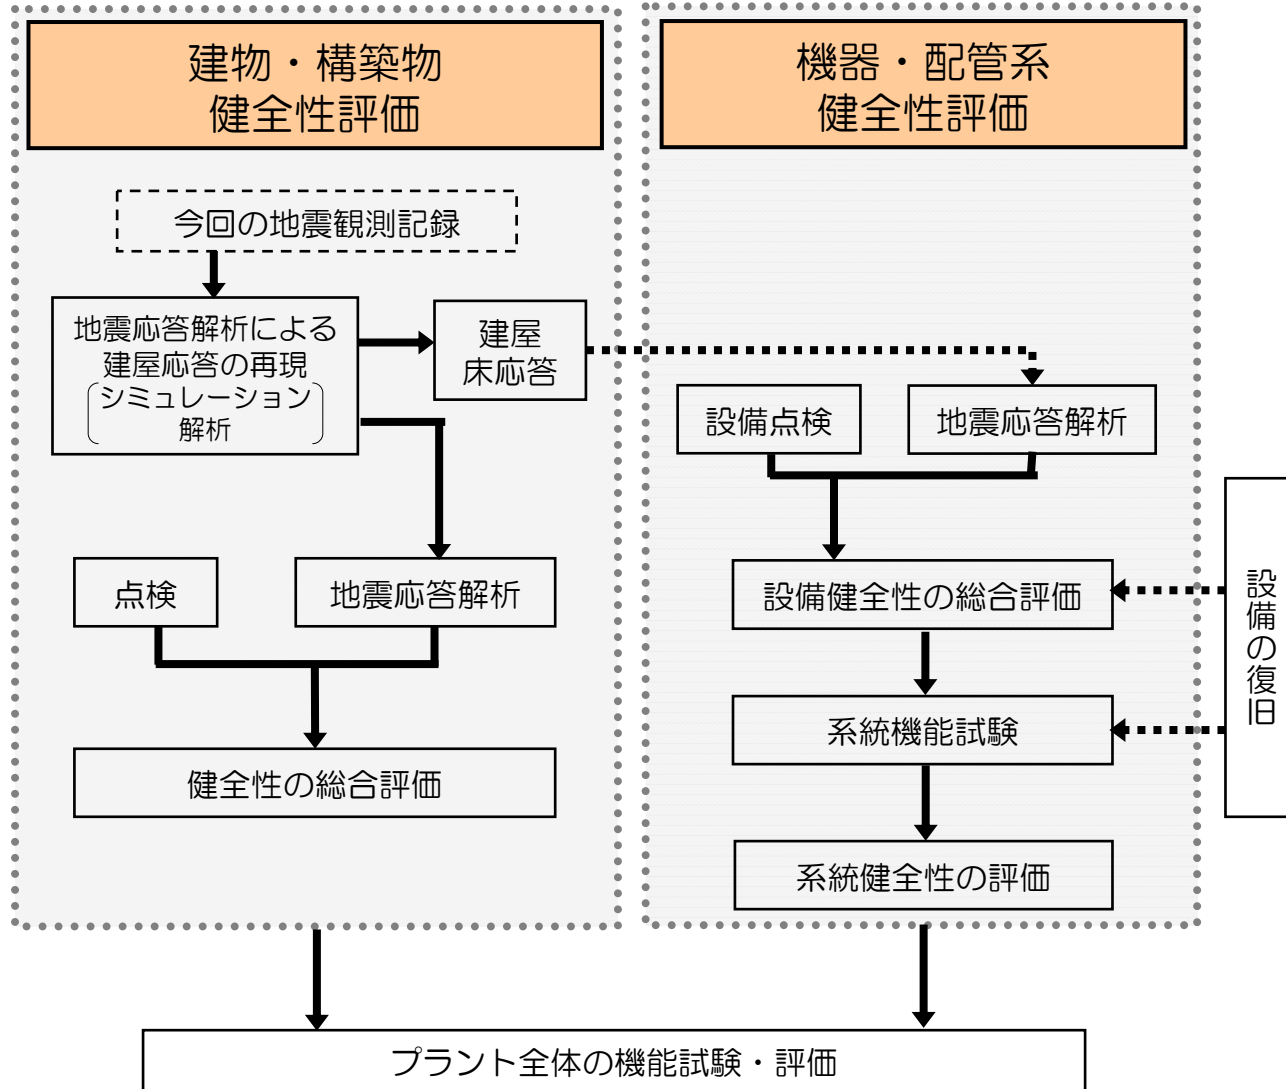 建物・構築物
健全性評価
今回の地震観測記録
地震応答解析による
建屋応答の再現
シミュレーション
解析
建屋
床応答
点検
地震応答解析
健全性の総合評価
機器・配管系
健全性評価
設備点検
地震応答解析
設備健全性の総合評価
系統機能試験
系統健全性の評価
設備の復旧
プラント全体の機能試験・評価